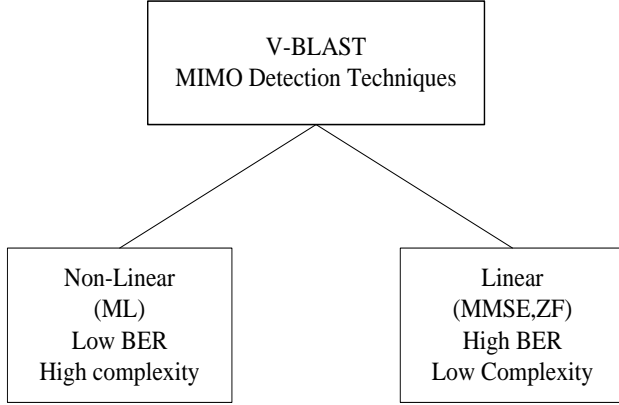 V-BLAST
MIMO Detection Techniques
Non-Linear
(ML)
Low BER
High complexity
Linear
(MMSE,ZF)
High BER
Low Complexity